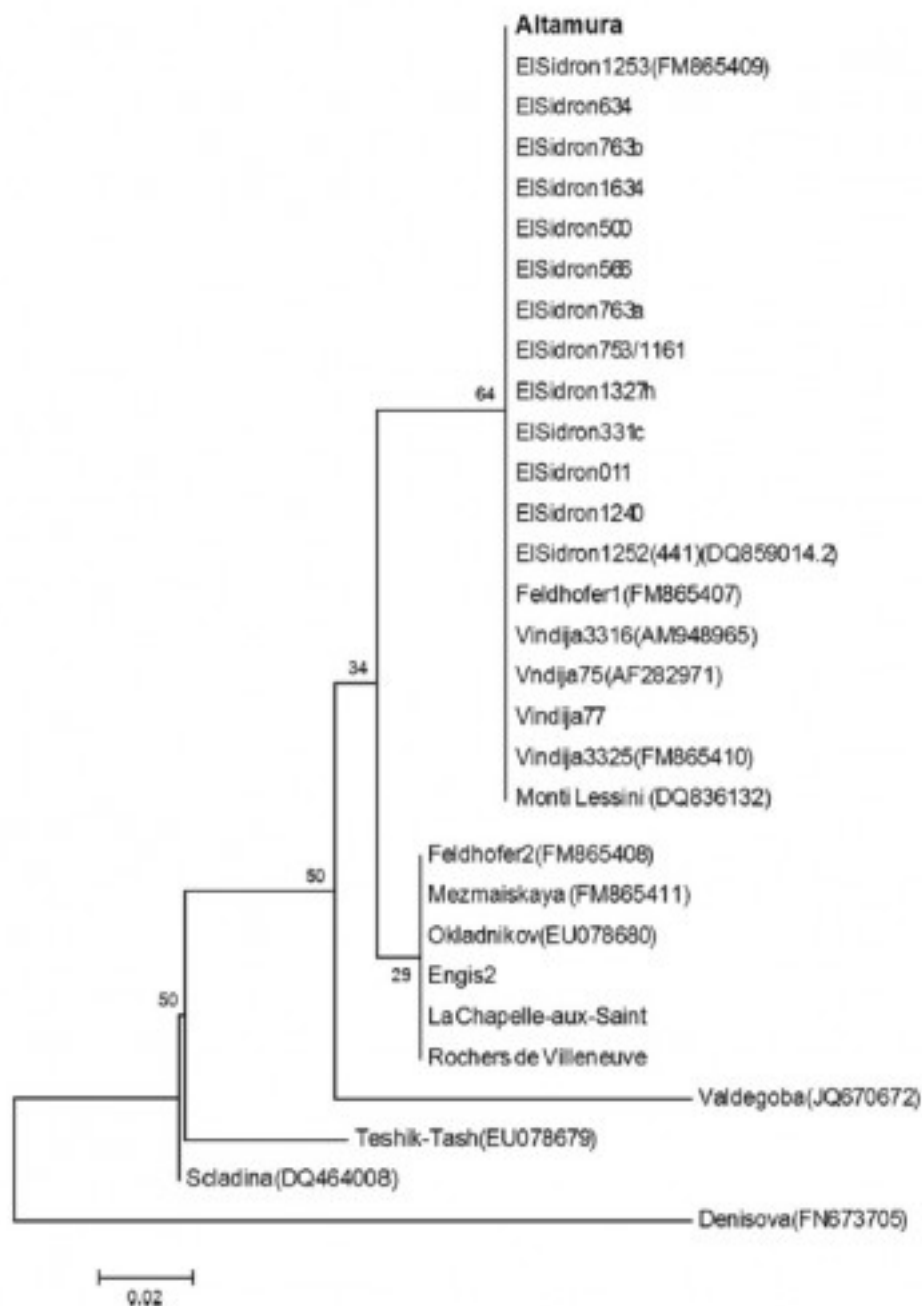 Altamura
ElSidron1253(FM865409)
ElSidron634
ElSidron763b
ElSidron1634
ElSidron500
ElSidron566
ElSidron763a
ElSidron753/1161
ElSidron1327h
64
ElSidron331c
ElSidron011
ElSidron1240
ElSidron1252(441)(DQ859014.2)
Feldhofer1(FM865407)
Vindija3316(AM948965)
34
Vndija75(AF282971)
Vindija77
Vindija3325(FM865410)
Monti Lessini (DQ836132)
Feldhofer2(FM865408)
50
Mezmaiskaya (FM865411)
Okladnikov(EU078680)
29
Engis2
50
La Chapelle-aux-Saint
Rochers de Villeneuve
Valdegoba(JQ670672)
Teshik-Tash(EU078679)
Scladina(DQ464008)
Denisova(FN673705)
0.02